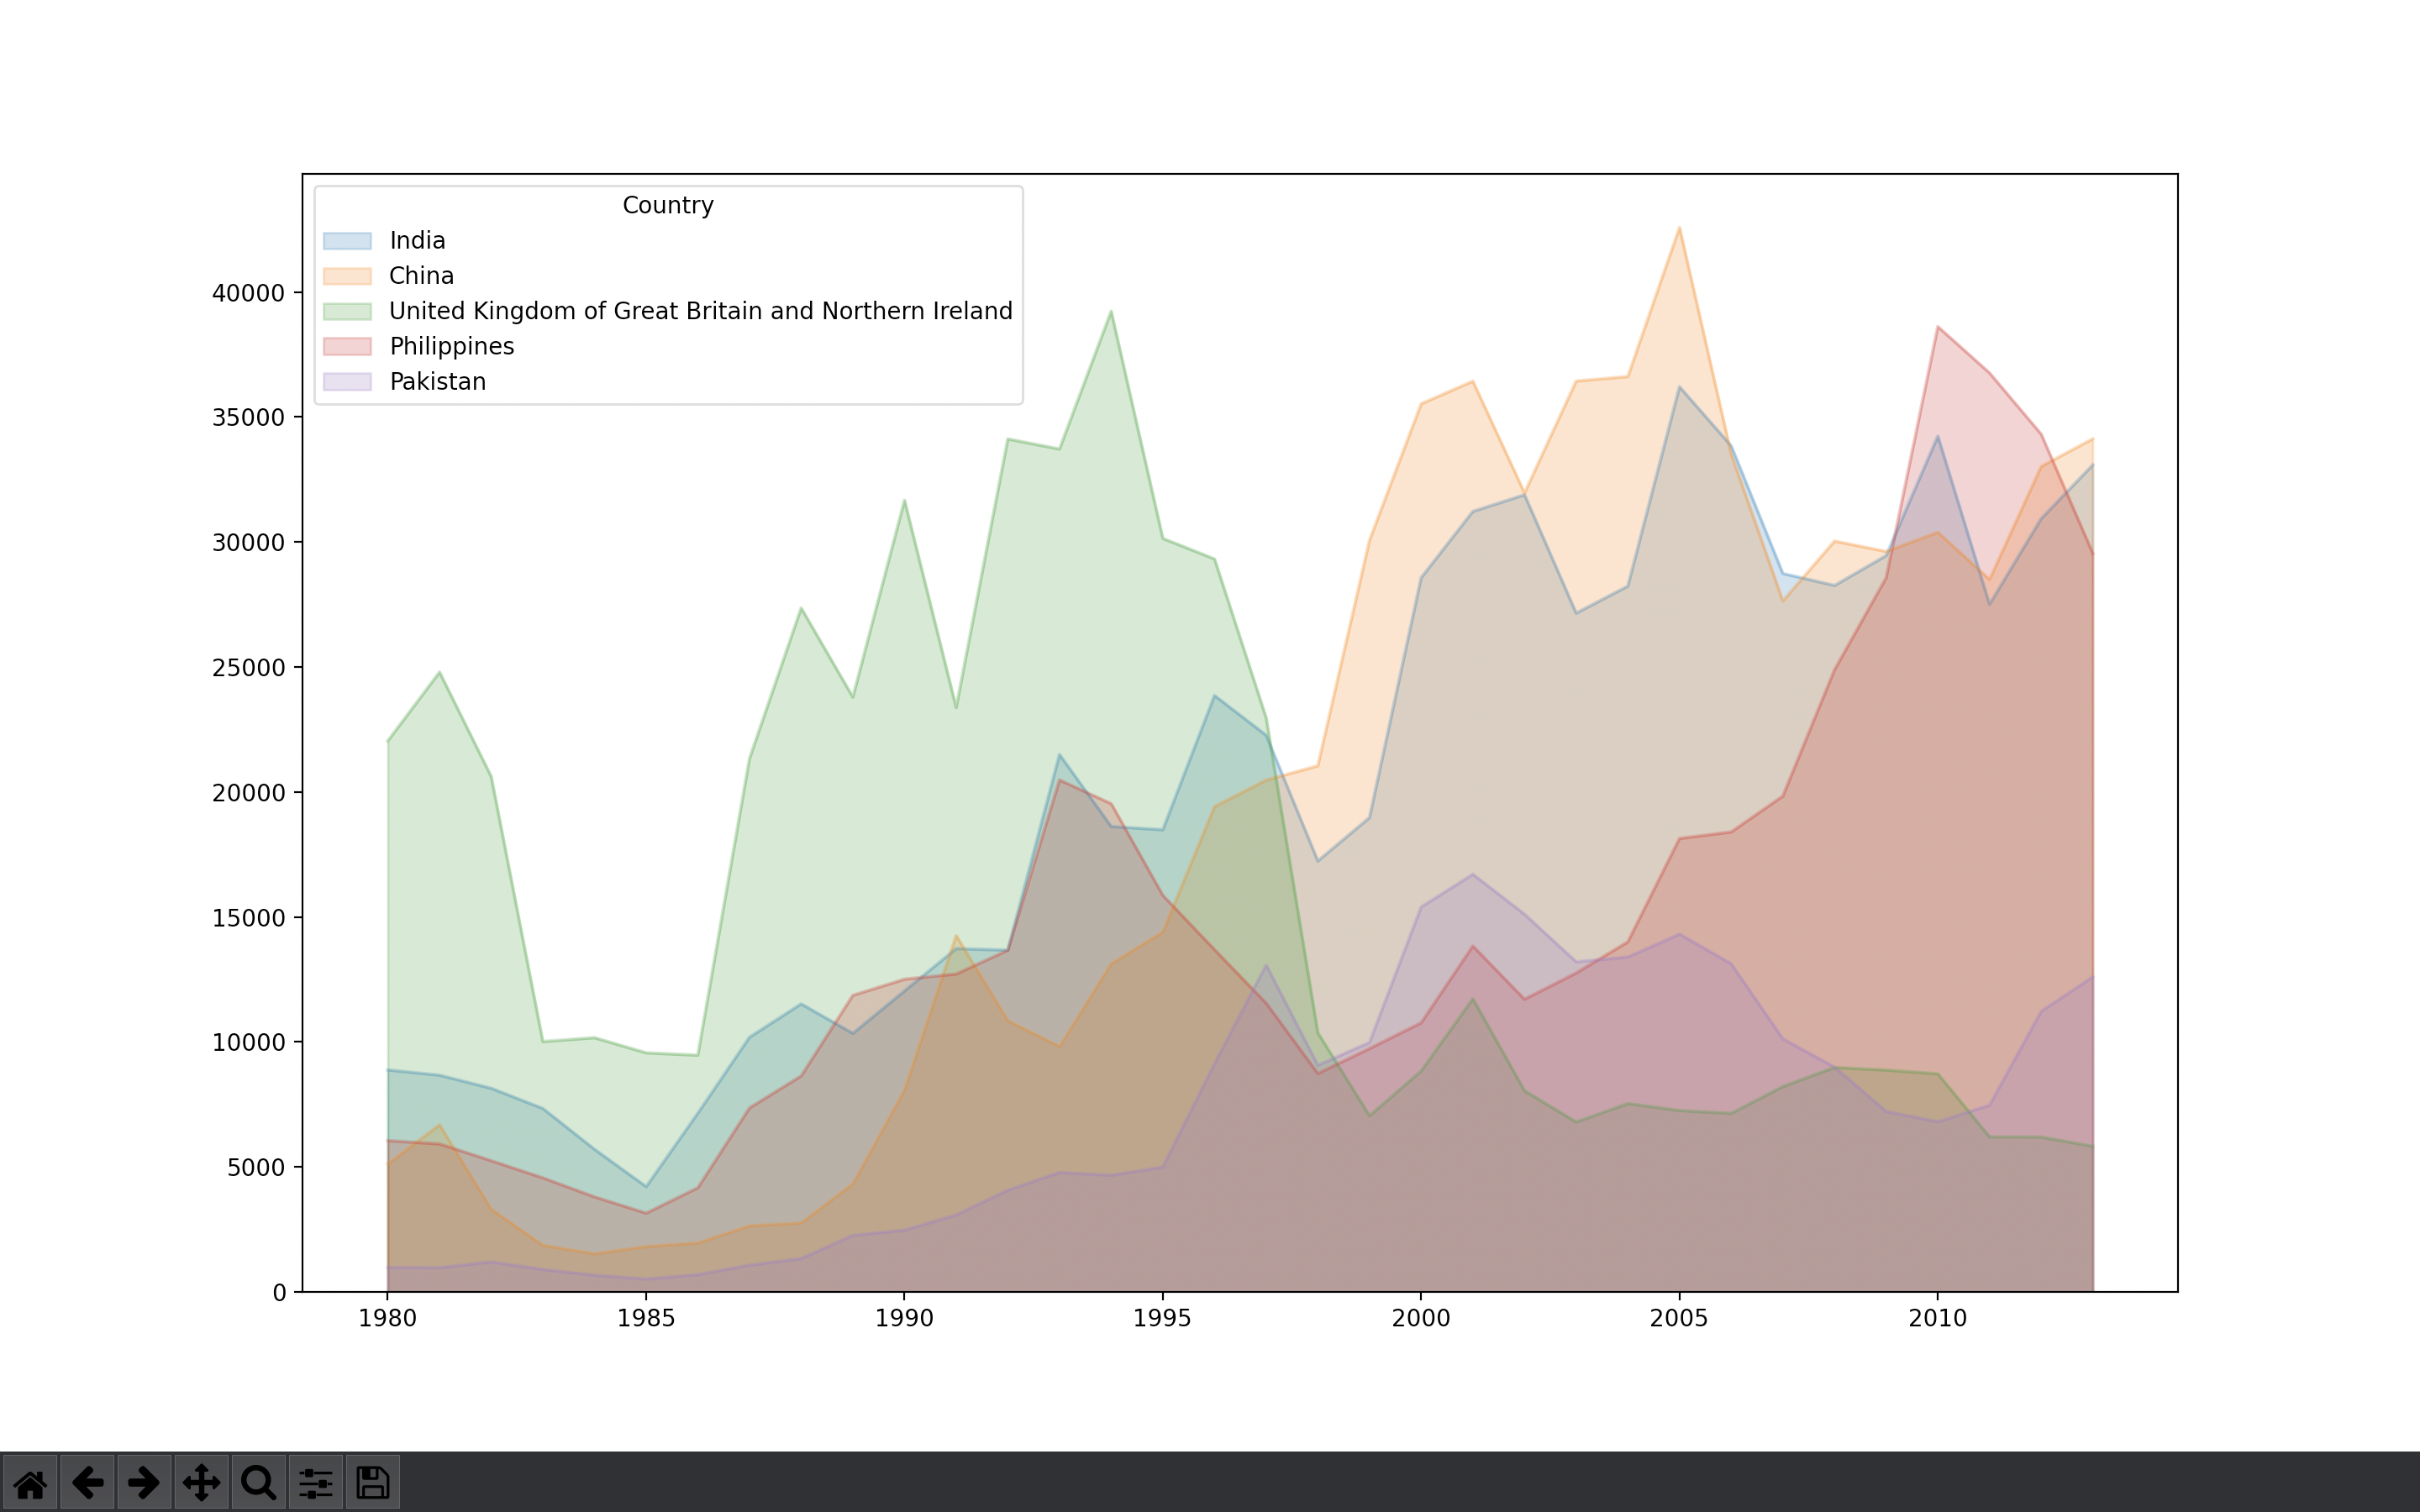 Country
India
China
United Kingdom of Great Britain and Northern Ireland
Philippines
Pakistan
40000
35000
30000
25000
20000
15000
10000
5000
0
1980 1985 1990 1995 2000 2005 2010